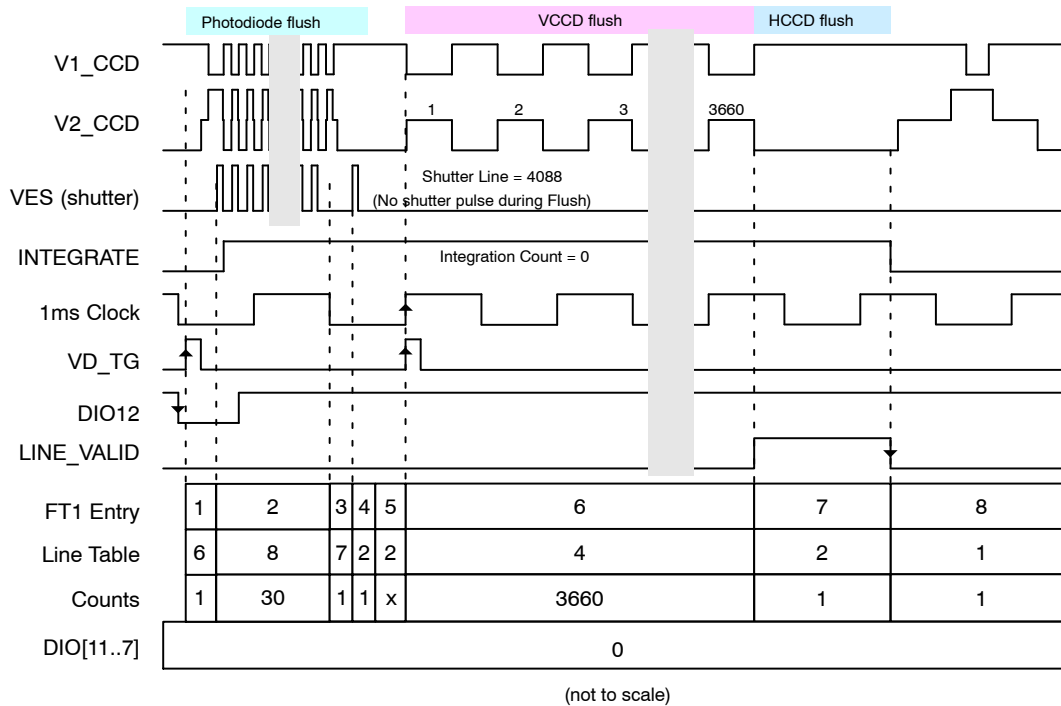 Photodiode flush
VCCD flush
HCCD flush
V1_CCD
V2_CCD
1
2
3
3660
VES (shutter)
Shutter Line = 4088
(No shutter pulse during Flush)
INTEGRATE
Integration Count = 0
1ms Clock
VD_TG
DIO12
LINE_VALID
FT1 Entry 1 2 3 4 5 6 7 8
Line Table 6 8 7 2 2 4 2 1
Counts 1 30 1 1 x 3660 1 1
DIO[11..7] 0
(not to scale)